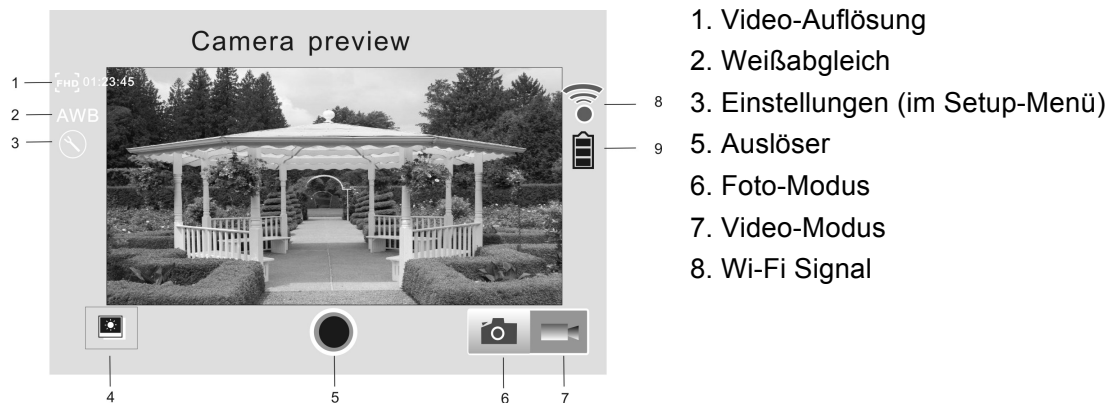 Camera preview
1 FHD 01:23:45
2 AWB
3
8
9
4
5
6
7
1. Video-Auflösung
2. Weißabgleich
3. Einstellungen (im Setup-Menü)
5. Auslöser
6. Foto-Modus
7. Video-Modus
8. Wi-Fi Signal